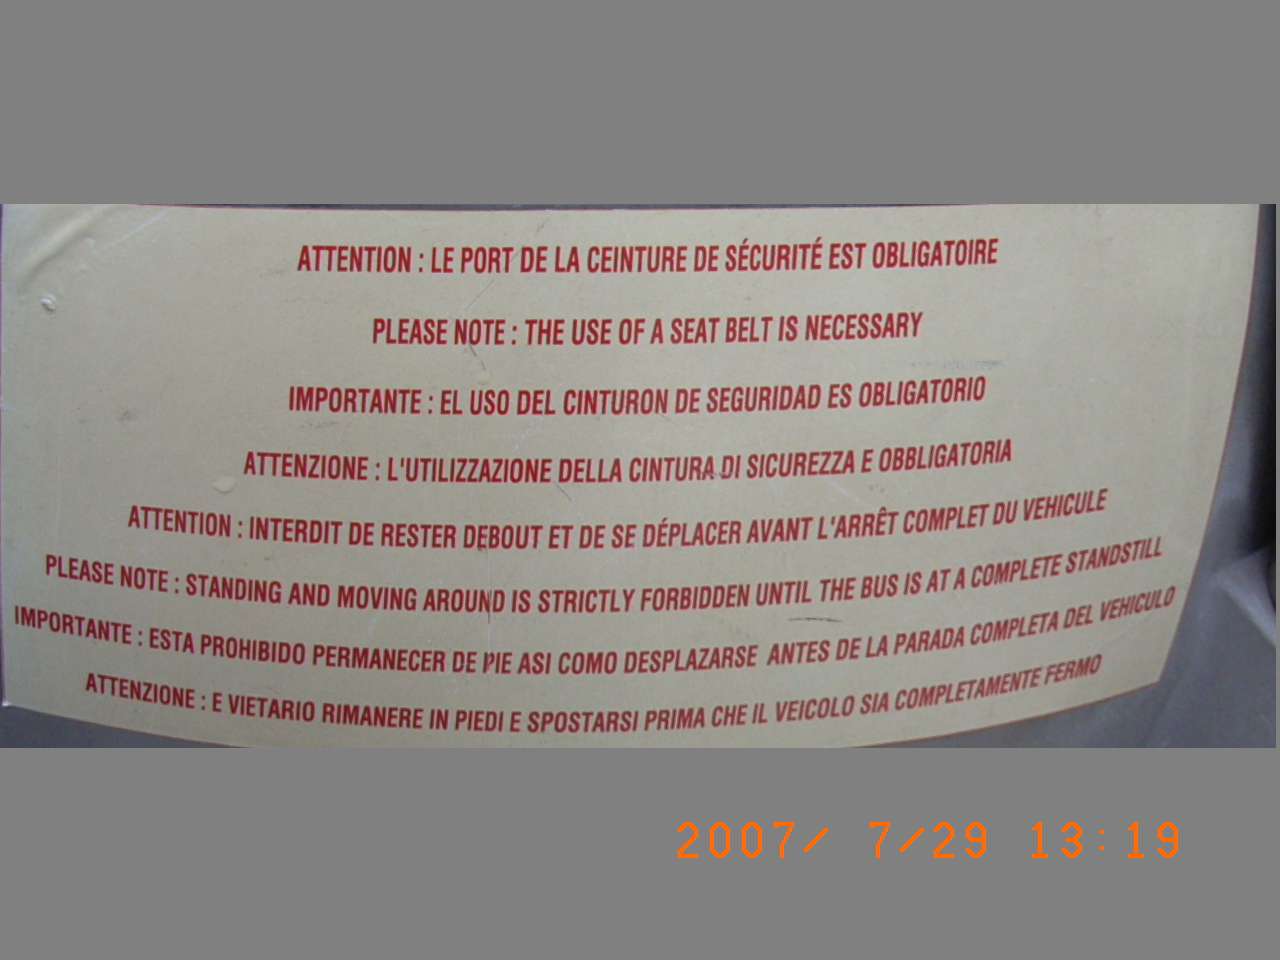 ATTENTION : LE PORT DE LA CEINTURE DE SÉCURITÉ EST OBLIGATOIRE
PLEASE NOTE : THE USE OF A SEAT BELT IS NECESSARY
IMPORTANTE : EL USO DEL CINTURON DE SEGURIDAD ES OBLIGATORIO
ATTENZIONE : L'UTILIZZAZIONE DELLA CINTURA DI SICUREZZA E OBBLIGATORIA
ATTENTION : INTERDIT DE RESTER DEBOUT ET DE SE DÉPLACER AVANT L'ARRÊT COMPLET DU VEHICULE
PLEASE NOTE : STANDING AND MOVING AROUND IS STRICTLY FORBIDDEN UNTIL THE BUS IS AT A COMPLETE STANDSTILL
IMPORTANTE : ESTA PROHIBIDO PERMANECER DE PIE ASI COMO DESPLAZARSE ANTES DE LA PARADA COMPLETA DEL VEHICULO
ATTENZIONE : E VIETARIO RIMANERE IN PIEDI E SPOSTARSI PRIMA CHE IL VEICOLO SIA COMPLETAMENTE FERMO
2007/ 7/29 13:19